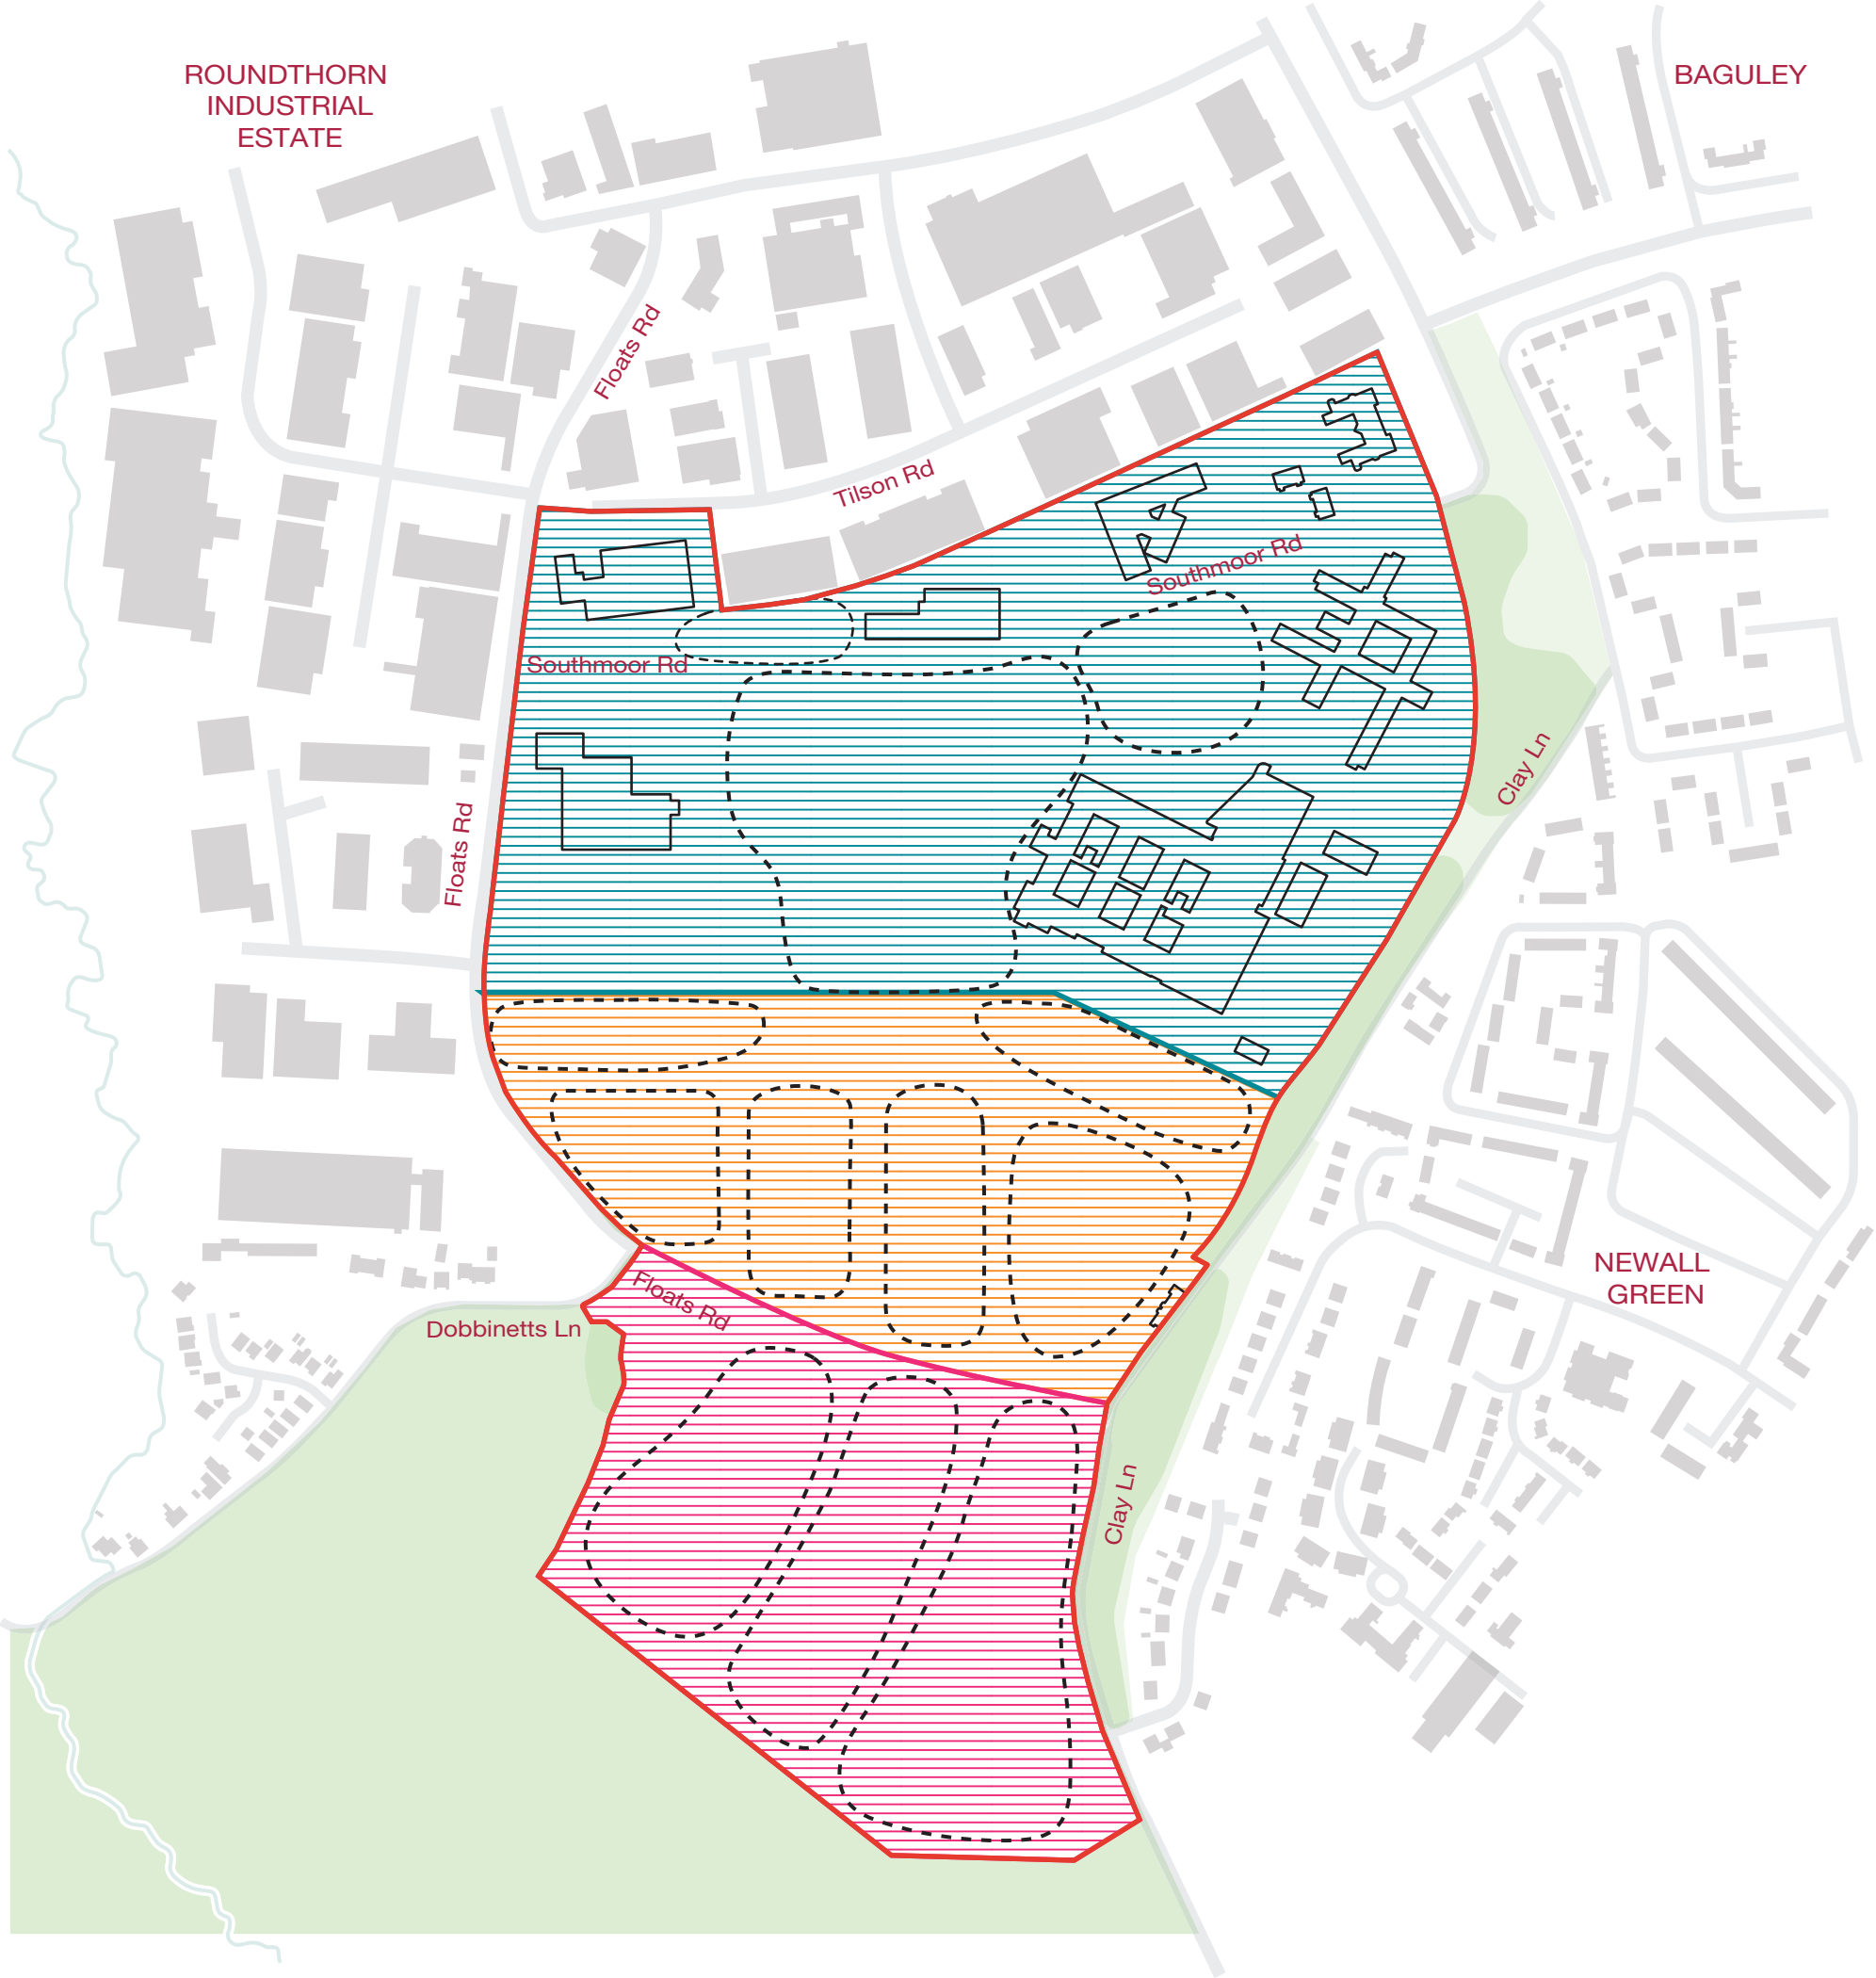 ROUNDTHORN
INDUSTRIAL
ESTATE
BAGULEY
Floats Rd
Tilson Rd
Southmoor Rd
Southmoor Rd
Clay Ln
Floats Rd
NEWALL
GREEN
Floats Rd
Dobbinetts Ln
Clay Ln